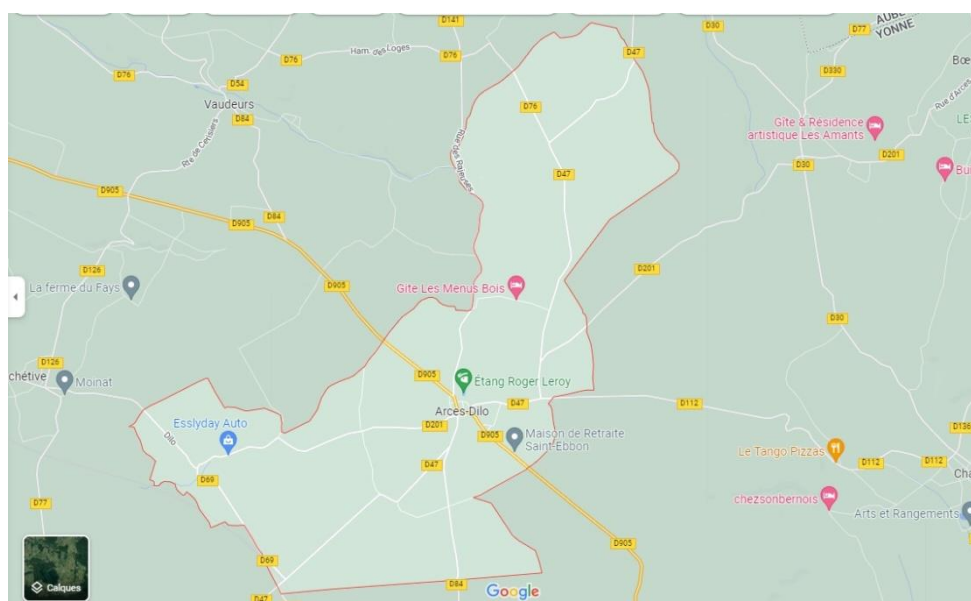 D141
D47
D30
D77
AUBE
YONNE
D76
Ham. des Loges
D76
D76
D54
Vaudeurs
D84
Rte de Cerisiers
D76
D330
Rue d'Arces
Gîte & Résidence
artistique Les Amants
D201
D30
D47
D905
D84
D905
D201
D126
La ferme du Fays
D905
Gîte Les Menus Bois
D30
D126
chétive
Moinat
D905
Étang Roger Leroy
Arces-Dilo
D47
D112
Dilo
Esslyday Auto
D201
D905
Maison de Retraite
Saint-Ebbon
D136
Le Tango Pizzas
D112
D112
Cha
D69
D47
D77
chezsonbernois
Arts et Rangements
D905
D69
D84
D47
Calques
Google